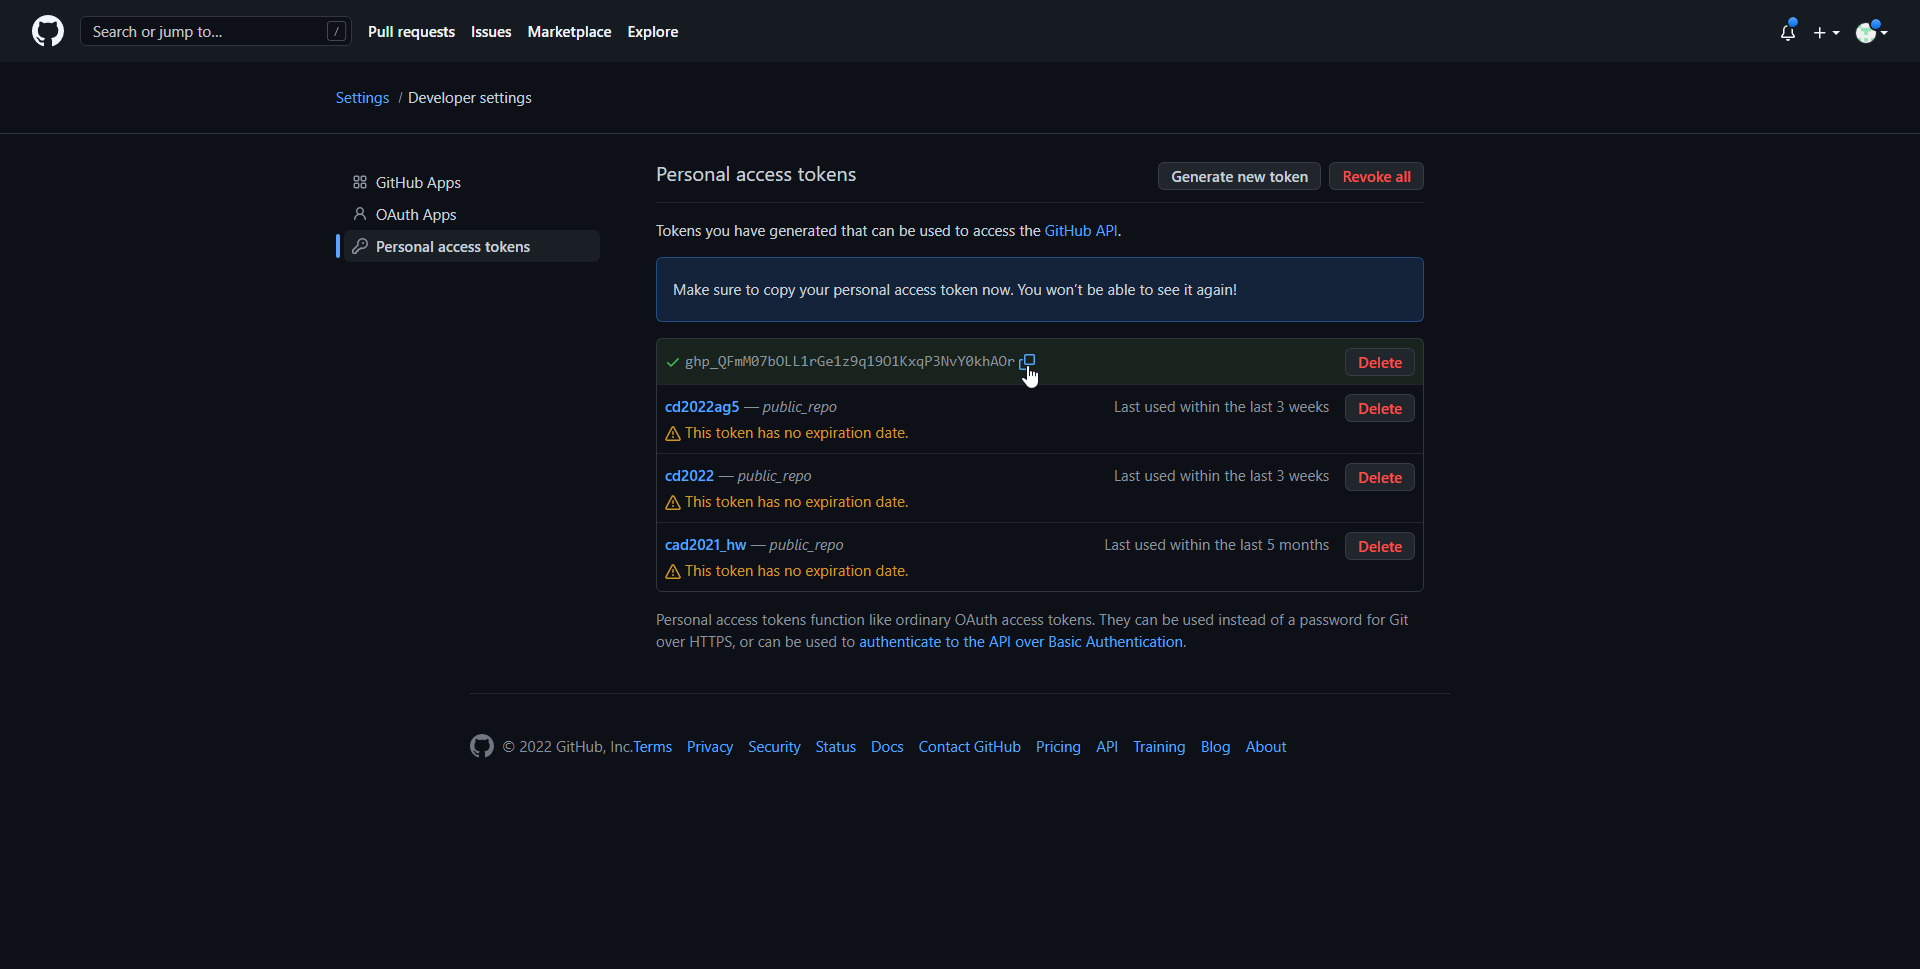 Search or jump to... /
Pull requests Issues Marketplace Explore
Settings / Developer settings
GitHub Apps
OAuth Apps
Personal access tokens
Personal access tokens
Generate new token
Revoke all
Tokens you have generated that can be used to access the GitHub API.
Make sure to copy your personal access token now. You won’t be able to see it again!
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 Delete
cd2022ag5 — public_repo Last used within the last 3 weeks Delete
This token has no expiration date.
cd2022 — public_repo Last used within the last 3 weeks Delete
This token has no expiration date.
cad2021_hw — public_repo Last used within the last 5 months Delete
This token has no expiration date.
Personal access tokens function like ordinary OAuth access tokens. They can be used instead of a password for Git
over HTTPS, or can be used to authenticate to the API over Basic Authentication.
© 2022 GitHub, Inc. Terms Privacy Security Status Docs Contact GitHub Pricing API Training Blog About